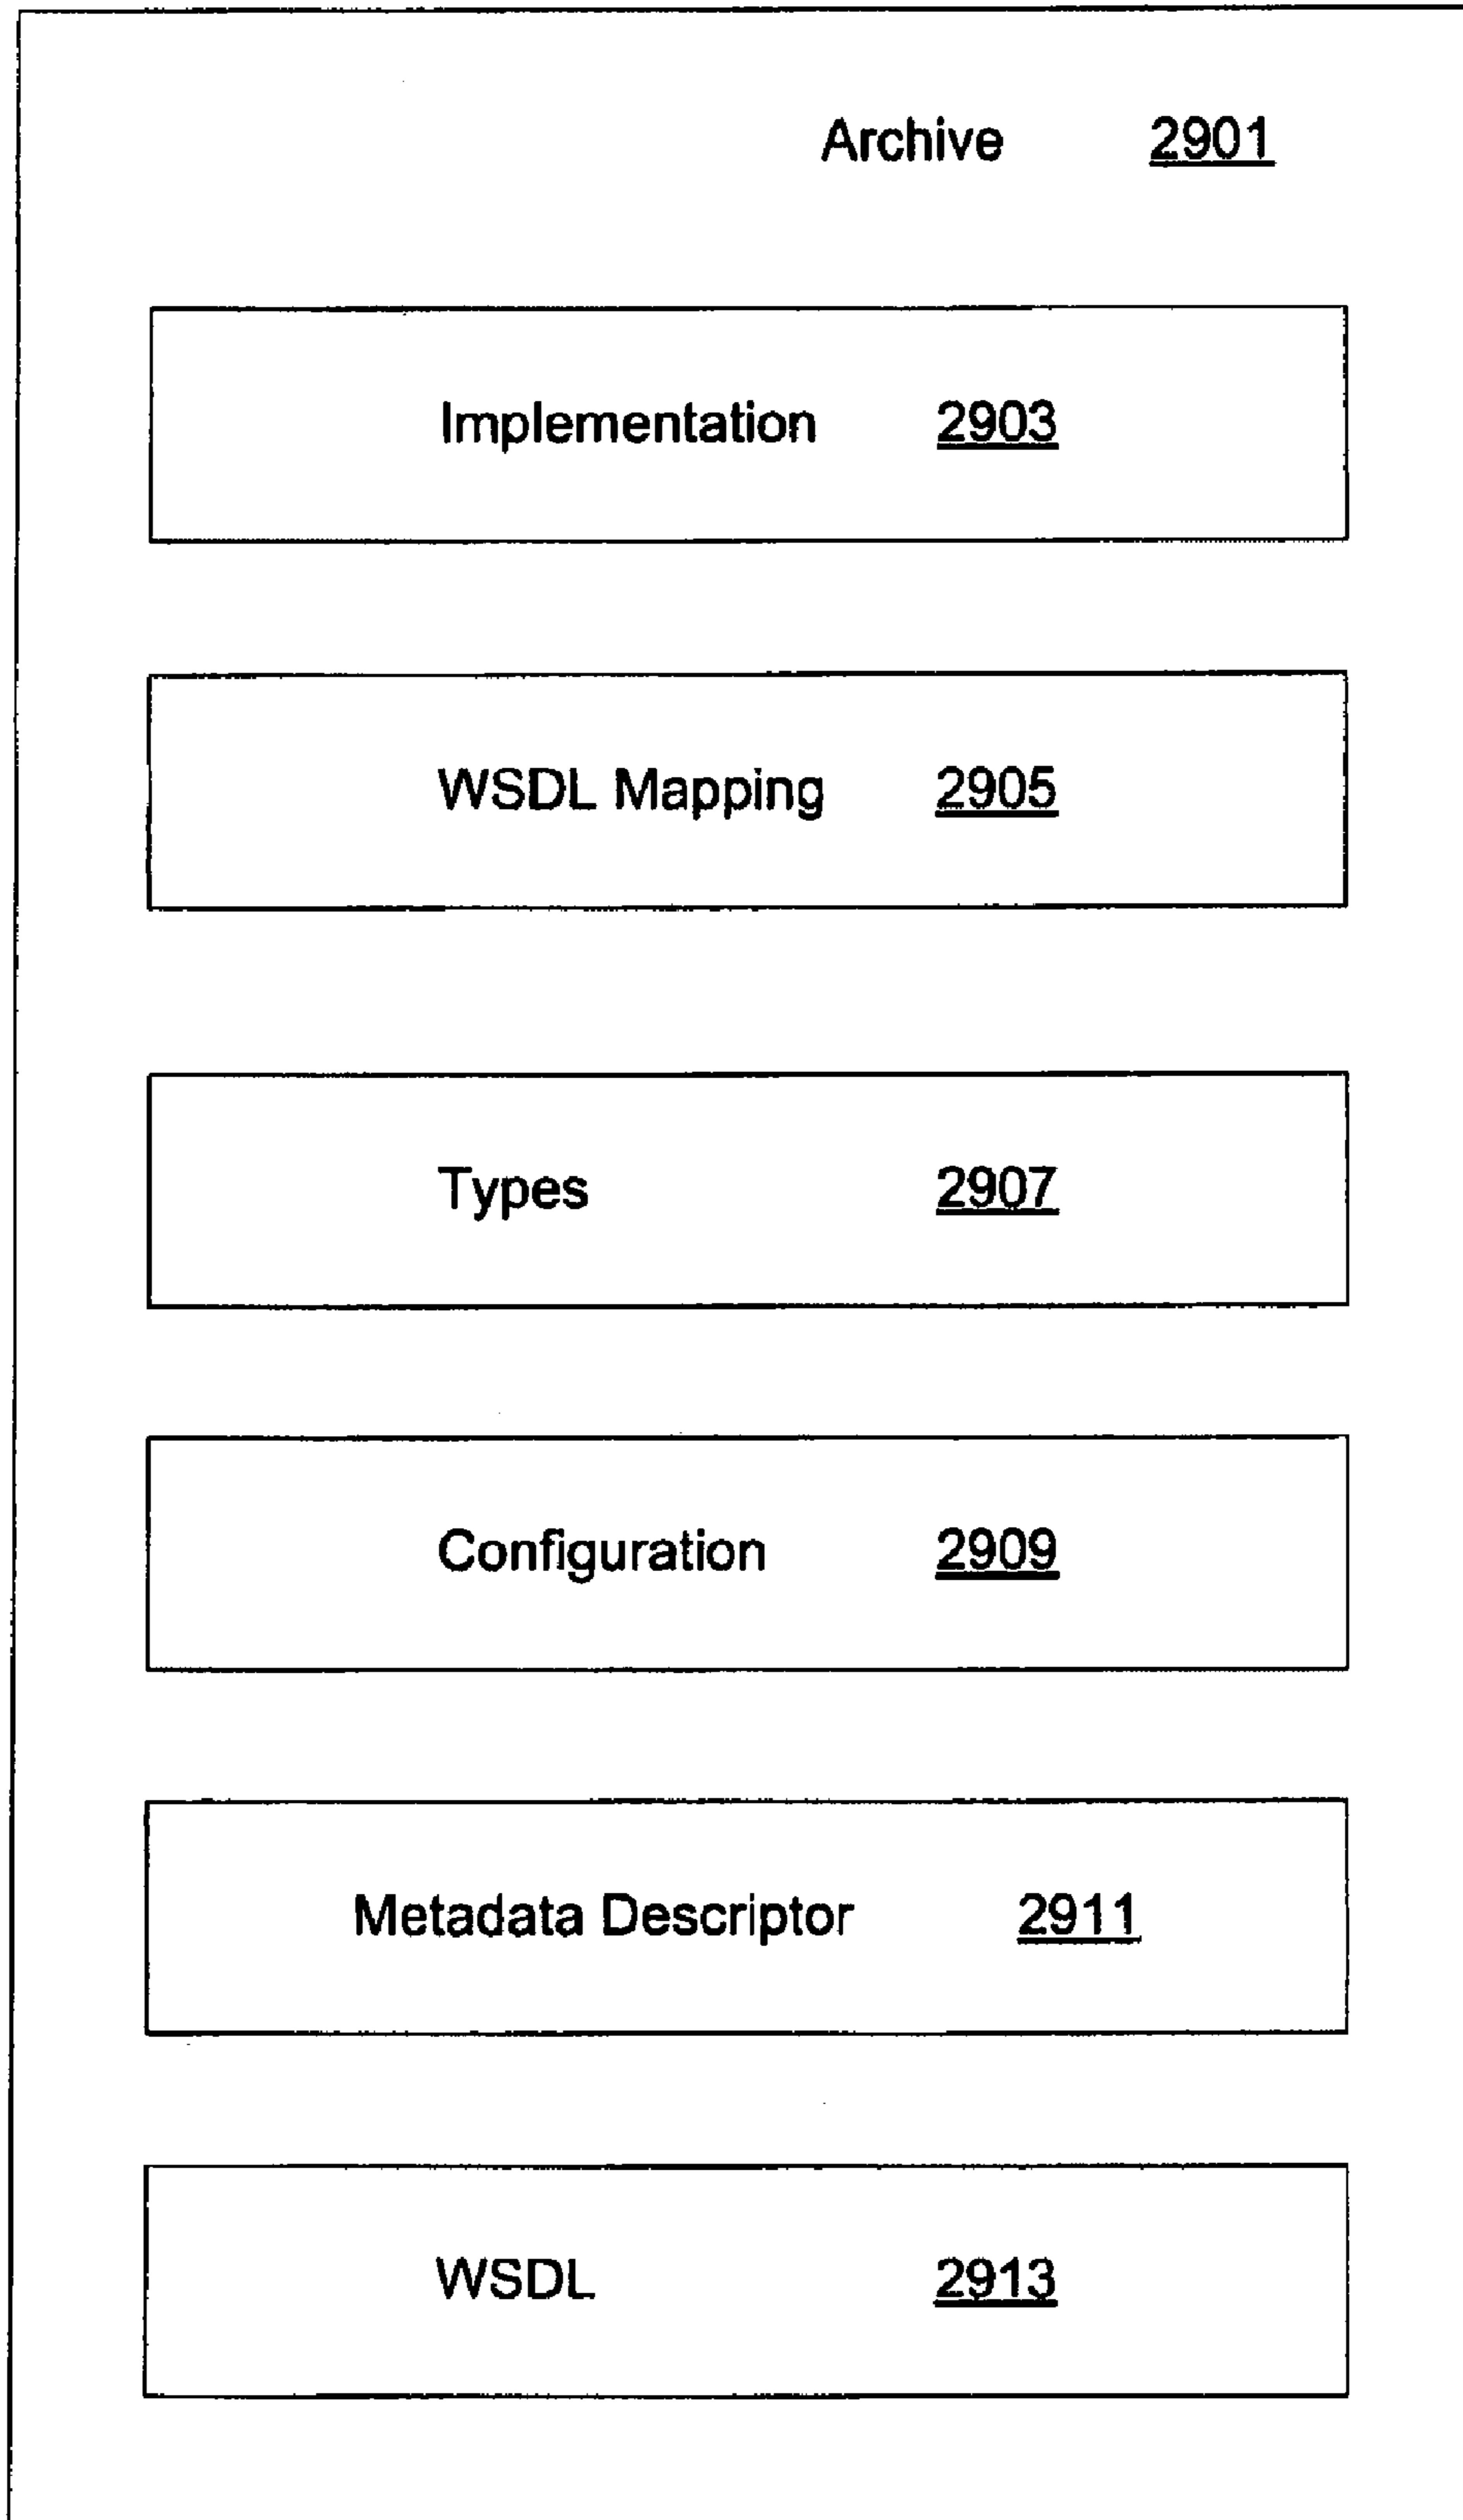 Archive 2901
Implementation 2903
WSDL Mapping 2905
Types 2907
Configuration 2909
Metadata Descriptor 2911
WSDL 2913